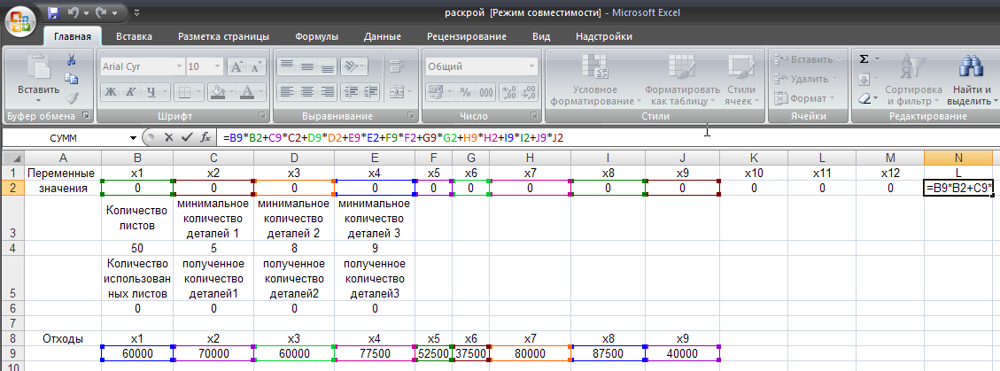 раскрой [Режим совместимости] - Microsoft Excel
Главная Вставка Разметка страницы Формулы Данные Рецензирование Вид Надстройки
Вставить
Буфер обмена
Arial Cyr 10
Ж К Ч
Шрифт
Выравнивание
Общий
% 000
Число
Условное форматирование
Форматировать как таблицу
Стили ячеек
Стили
Вставить
Удалить
Формат
Ячейки
Σ
Сортировка и фильтр
Найти и выделить
Редактирование
СУММ fx =B9*B2+C9*C2+D9*D2+E9*E2+F9*F2+G9*G2+H9*H2+I9*I2+J9*J2
A B C D E F G H I J K L M N
1 Переменные x1 x2 x3 x4 x5 x6 x7 x8 x9 x10 x11 x12 L
2 значения 0 0 0 0 0 0 0 0 0 0 0 0 =B9*B2+C9*
3 Количество листов минимальное количество деталей 1 минимальное количество деталей 2 минимальное количество деталей 3
4 50 5 8 9
5 Количество использованных листов полученное количество деталей1 полученное количество деталей2 полученное количество деталей3
6 0 0 0 0
7
8 Отходы x1 x2 x3 x4 x5 x6 x7 x8 x9
9 60000 70000 60000 77500 52500 37500 80000 87500 40000
10